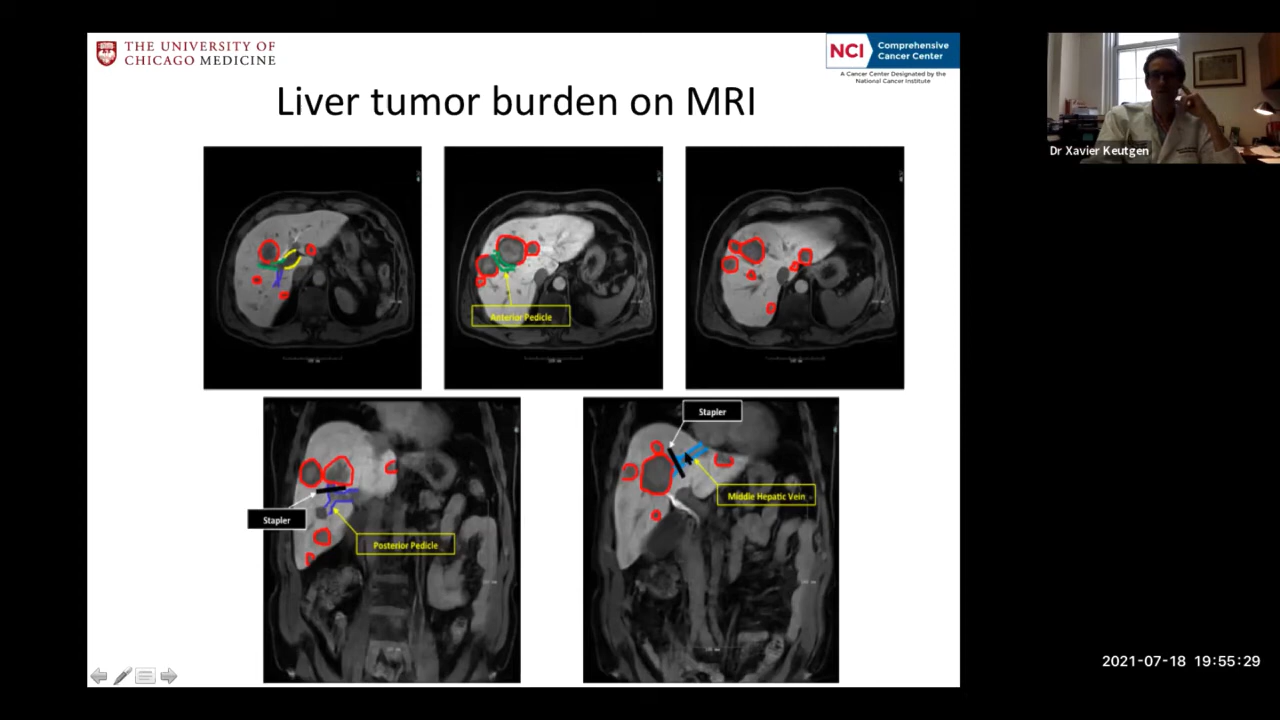 THE UNIVERSITY OF
CHICAGO MEDICINE
NCI
Comprehensive
Cancer Center
A Cancer Center Designated by the
National Cancer Institute
Liver tumor burden on MRI
Anterior Pedicle
Stapler
Middle Hepatic Vein
Stapler
Posterior Pedicle
Dr Xavier Keutgen
2021-07-18 19:55:29